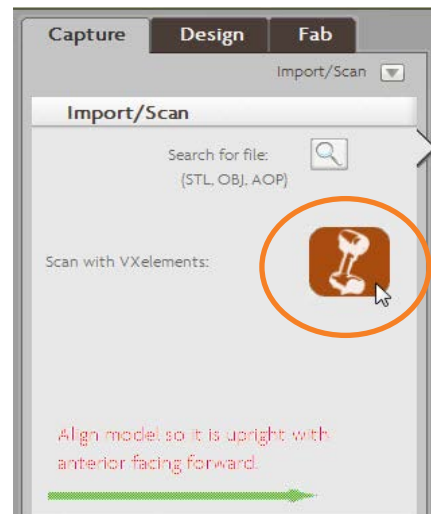 Capture Design Fab
Import/Scan
Import/Scan
Search for file:
(STL, OBJ, AOP)
Scan with VXelements:
Align model so it is upright with
anterior facing forward.